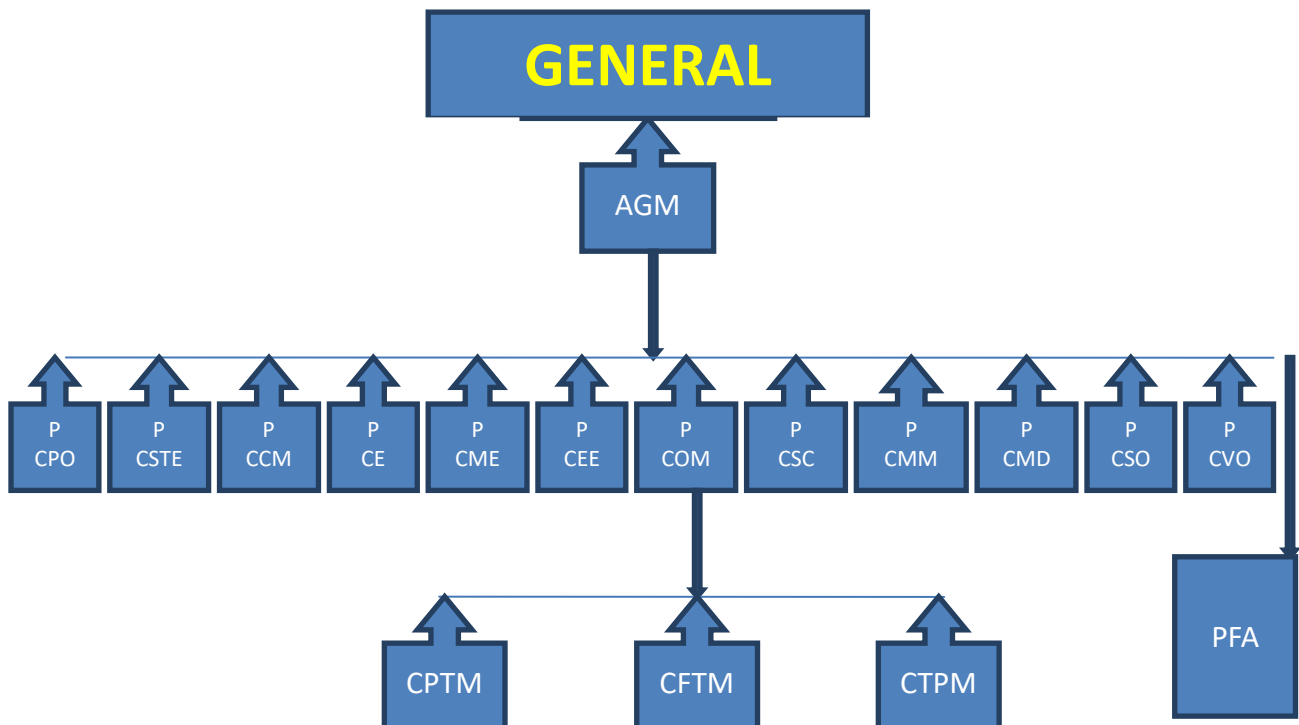 GENERAL
AGM
P
CPO
P
CSTE
P
CCM
P
CE
P
CME
P
CEE
P
COM
P
CSC
P
CMM
P
CMD
P
CSO
P
CVO
CPTM
CFTM
CTPM
PFA